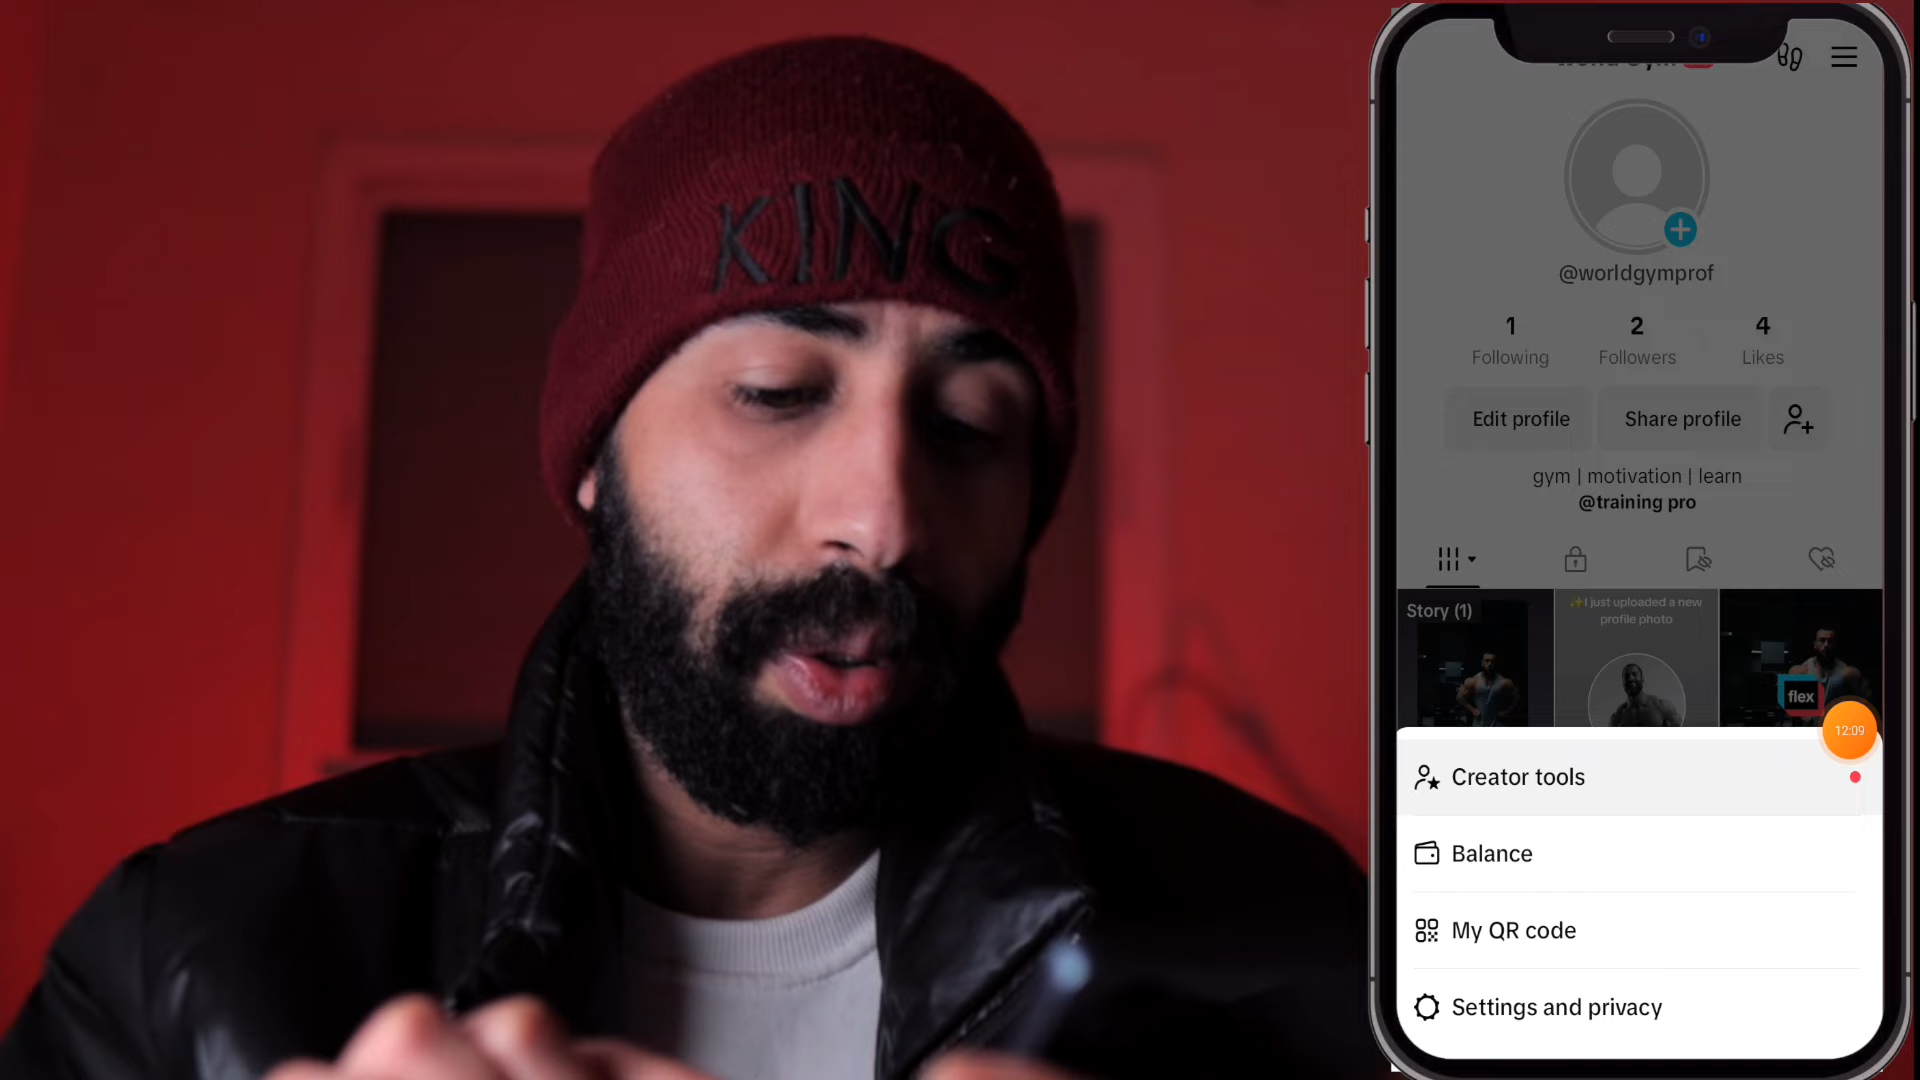 KING
@worldgymprof
1 2 4
Following Followers Likes
Edit profile Share profile
gym | motivation | learn
@training pro
Story (1)
✨I just uploaded a new
profile photo
flex
12:09
Creator tools
Balance
My QR code
Settings and privacy